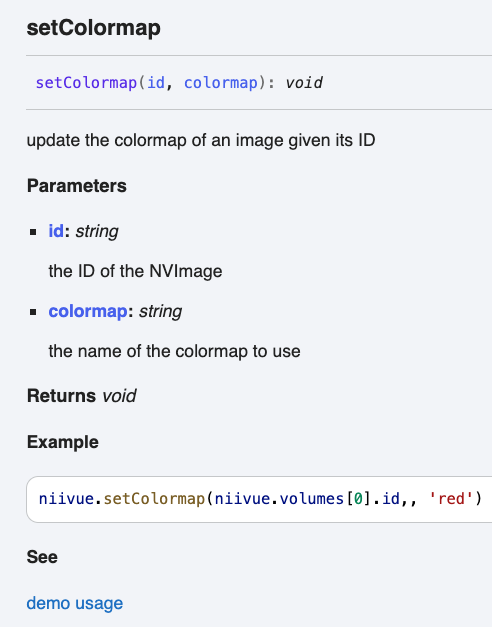 setColormap
setColormap(id, colormap): void
update the colormap of an image given its ID
Parameters
id: string
the ID of the NVImage
colormap: string
the name of the colormap to use
Returns void
Example
niivue.setColormap(niivue.volumes[0].id,, 'red')
See
demo usage